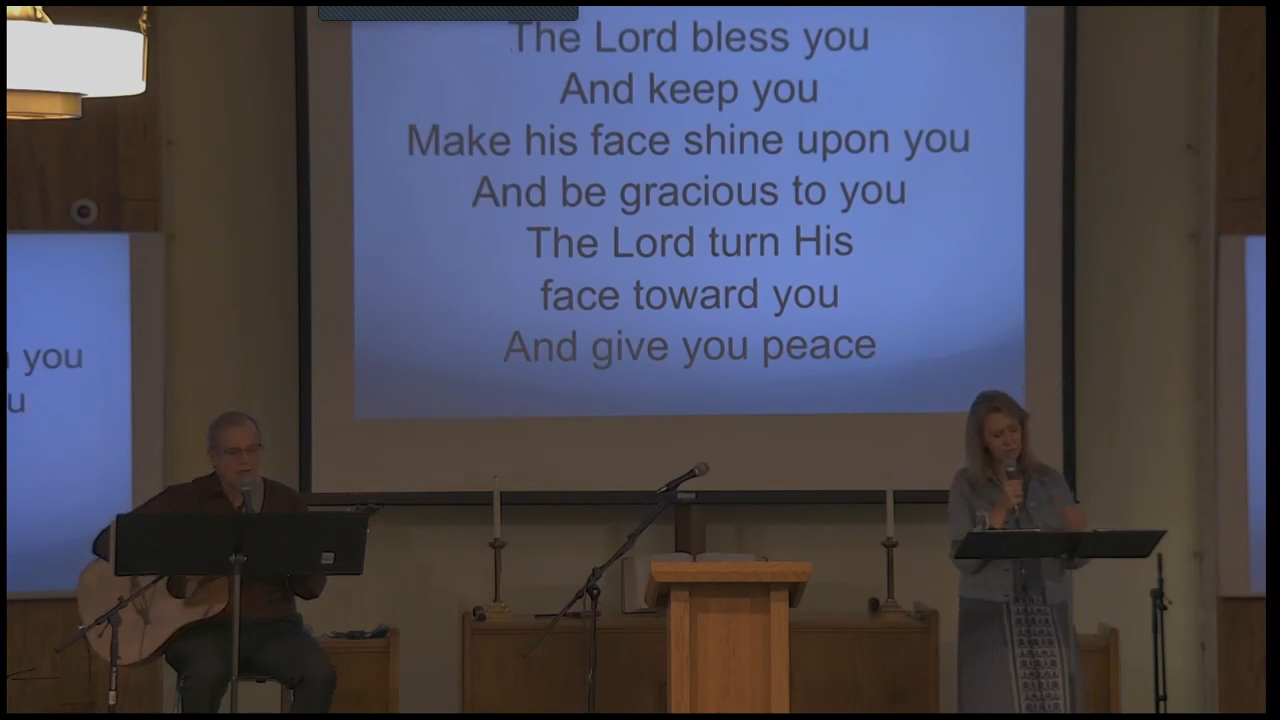 The Lord bless you
And keep you
Make his face shine upon you
And be gracious to you
The Lord turn His
face toward you
And give you peace
you
u